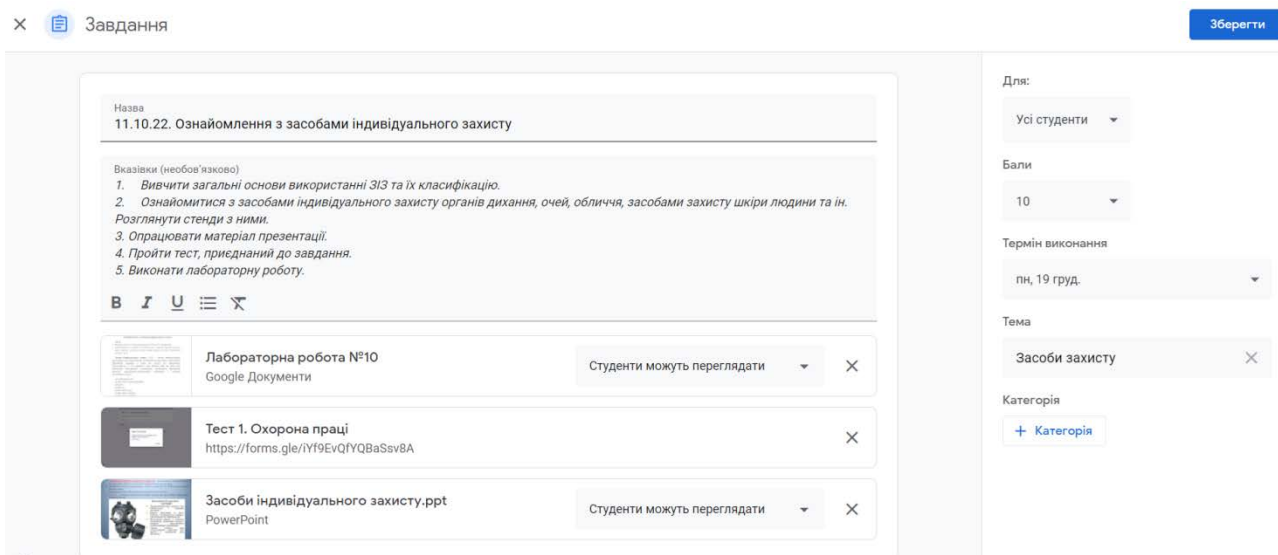 Завдання
Зберегти
Назва
11.10.22. Ознайомлення з засобами індивідуального захисту
Вказівки (необов'язково)
1. Вивчити загальні основи використанні ЗІЗ та їх класифікацію.
2. Ознайомитися з засобами індивідуального захисту органів дихання, очей, обличчя, засобами захисту шкіри людини та ін.
Розглянути стенди з ними.
3. Опрацювати матеріал презентації.
4. Пройти тест, приєднаний до завдання.
5. Виконати лабораторну роботу.
B I U
Лабораторна робота №10
Google Документи
Студенти можуть переглядати
Тест 1. Охорона праці
https://forms.gle/iYf9EvQfYQBaSsv8A
Засоби індивідуального захисту.ppt
PowerPoint
Студенти можуть переглядати
Для:
Усі студенти
Бали
10
Термін виконання
пн, 19 груд.
Тема
Засоби захисту
Категорія
+ Категорія